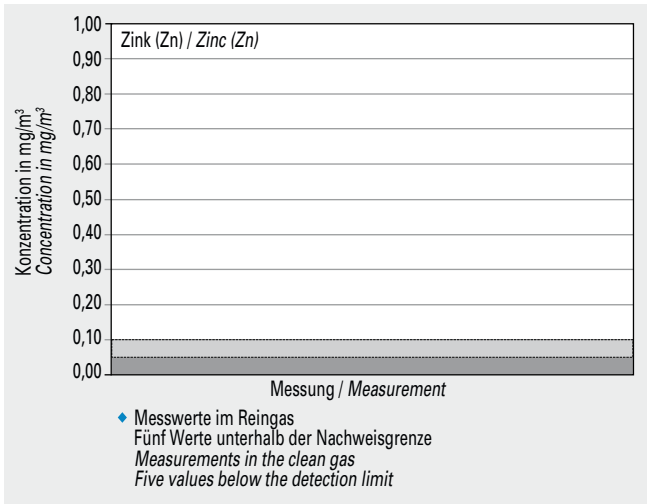 Konzentration in mg/m³
Concentration in mg/m³
1,00
0,90
0,80
0,70
0,60
0,50
0,40
0,30
0,20
0,10
0,00
Zink (Zn) / Zinc (Zn)
Messung / Measurement
Messwerte im Reingas
Fünf Werte unterhalb der Nachweisgrenze
Measurements in the clean gas
Five values below the detection limit